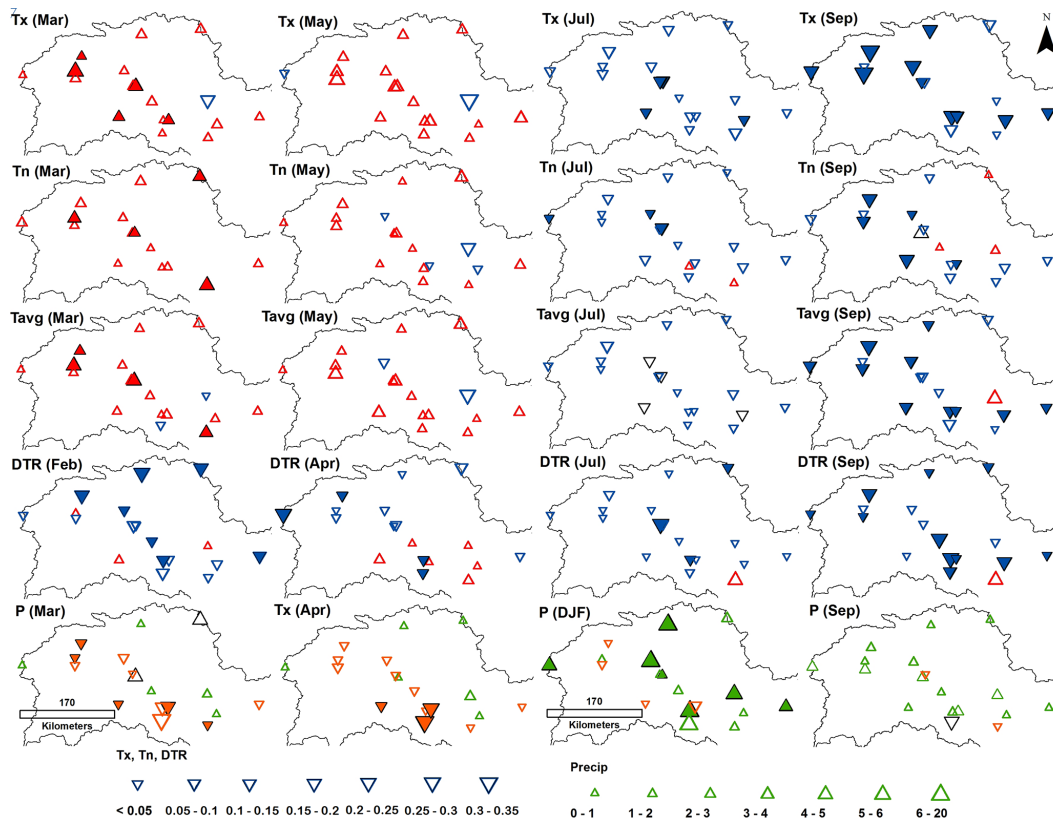 Tx (Mar)
Tx (May)
Tx (Jul)
Tx (Sep)
N
Tn (Mar)
Tn (May)
Tn (Jul)
Tn (Sep)
Tavg (Mar)
Tavg (May)
Tavg (Jul)
Tavg (Sep)
DTR (Feb)
DTR (Apr)
DTR (Jul)
DTR (Sep)
P (Mar)
Tx (Apr)
P (DJF)
P (Sep)
170
Kilometers
170
Kilometers
Tx, Tn, DTR
Precip
< 0.05 0.05 - 0.1 0.1 - 0.15 0.15 - 0.2 0.2 - 0.25 0.25 - 0.3 0.3 - 0.35
0 - 1 1 - 2 2 - 3 3 - 4 4 - 5 5 - 6 6 - 20